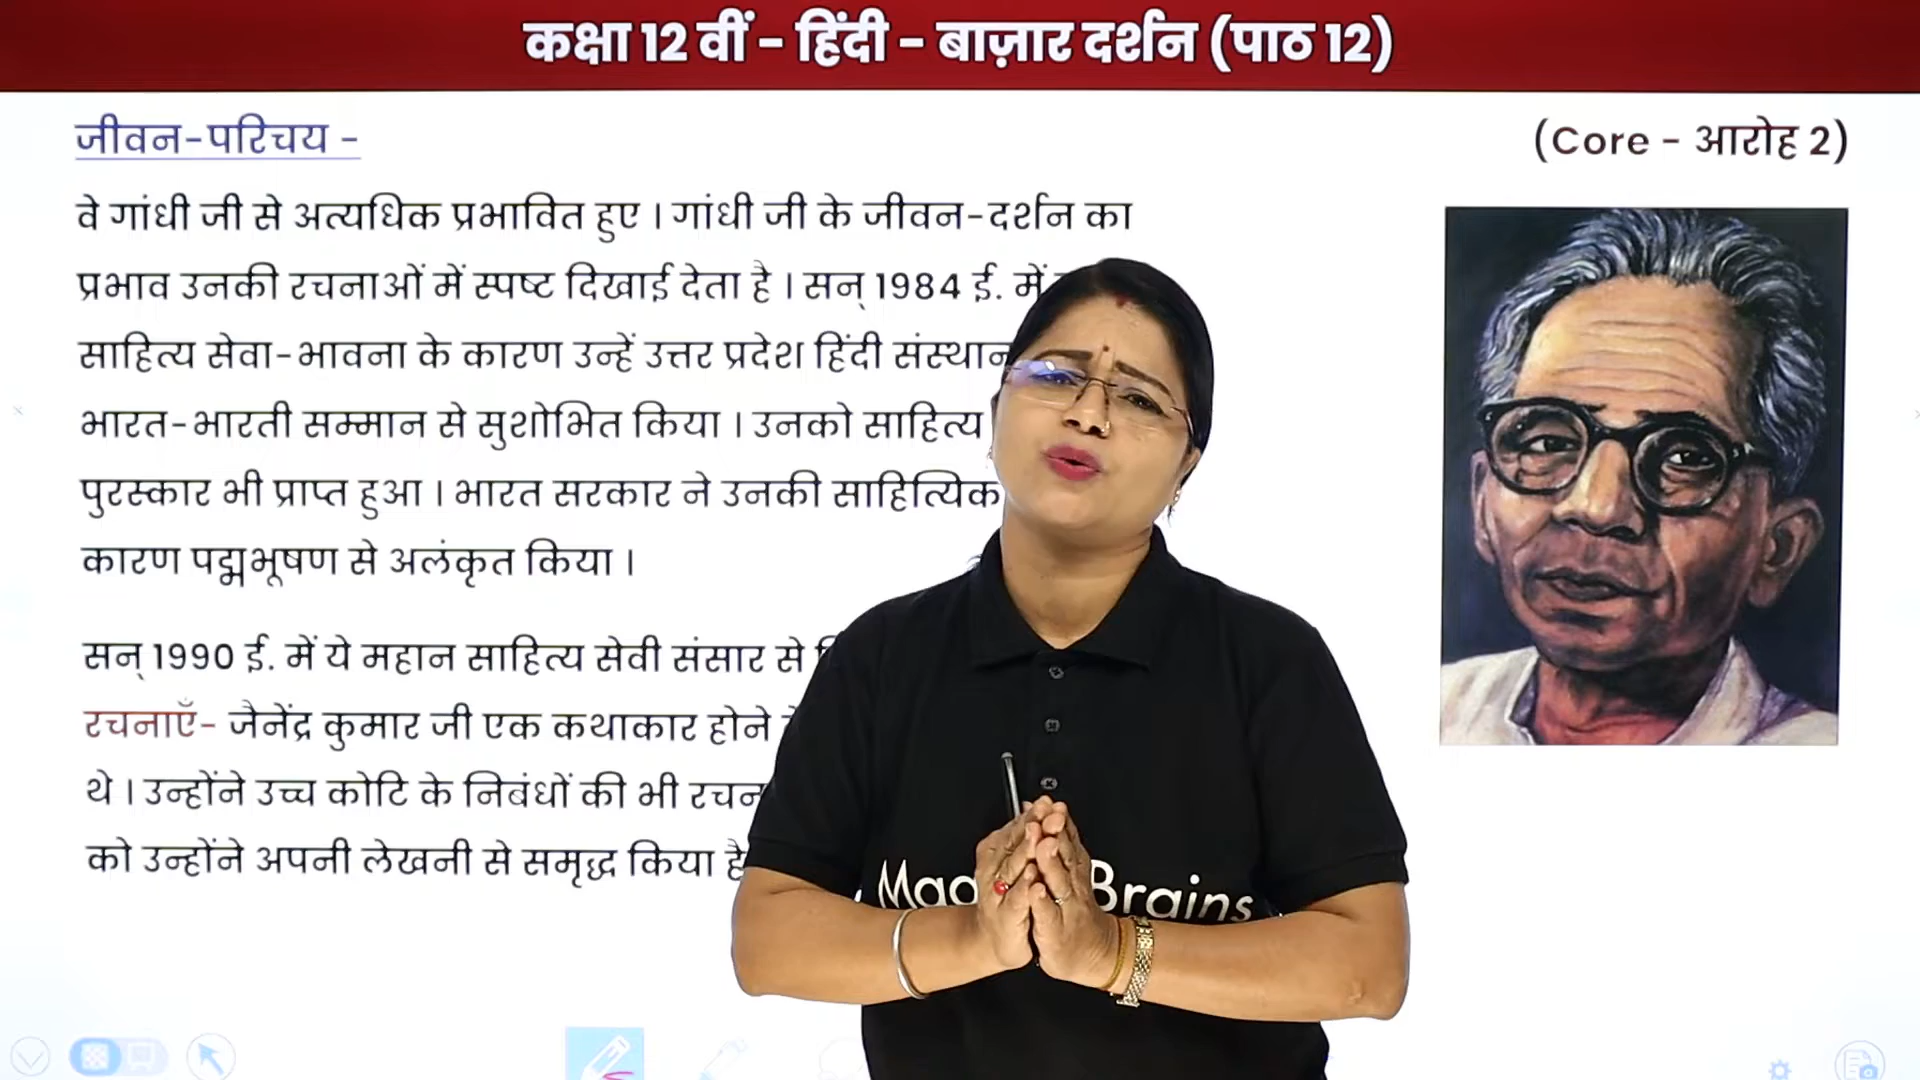 कक्षा 12 वीं - हिंदी - बाज़ार दर्शन (पाठ 12)
जीवन-परिचय -
(Core - आरोह 2)
वे गांधी जी से अत्यधिक प्रभावित हुए । गांधी जी के जीवन-दर्शन का
प्रभाव उनकी रचनाओं में स्पष्ट दिखाई देता है । सन् 1984 ई. में
साहित्य सेवा-भावना के कारण उन्हें उत्तर प्रदेश हिंदी संस्थान
भारत-भारती सम्मान से सुशोभित किया । उनको साहित्य
पुरस्कार भी प्राप्त हुआ । भारत सरकार ने उनकी साहित्यिक
कारण पद्मभूषण से अलंकृत किया ।
सन् 1990 ई. में ये महान साहित्य सेवी संसार से
रचनाएँ- जैनेंद्र कुमार जी एक कथाकार होने
थे । उन्होंने उच्च कोटि के निबंधों की भी
को उन्होंने अपनी लेखनी से समृद्ध किया है
Brains